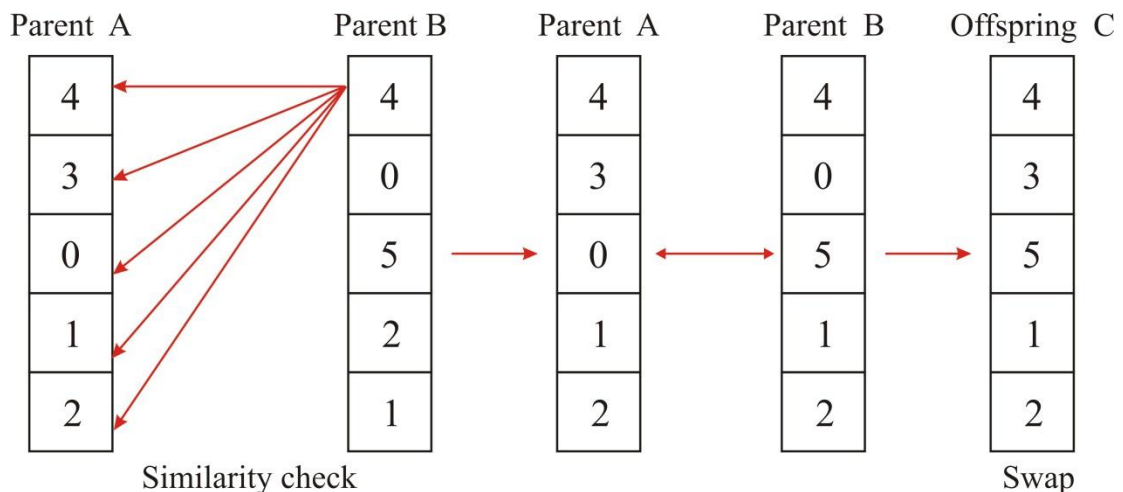 Parent A Parent B Parent A Parent B Offspring C
4 4 4 4 4
3 0 3 0 3
0 5 0 5 5
1 2 1 1 1
2 1 2 2 2
Similarity check Swap